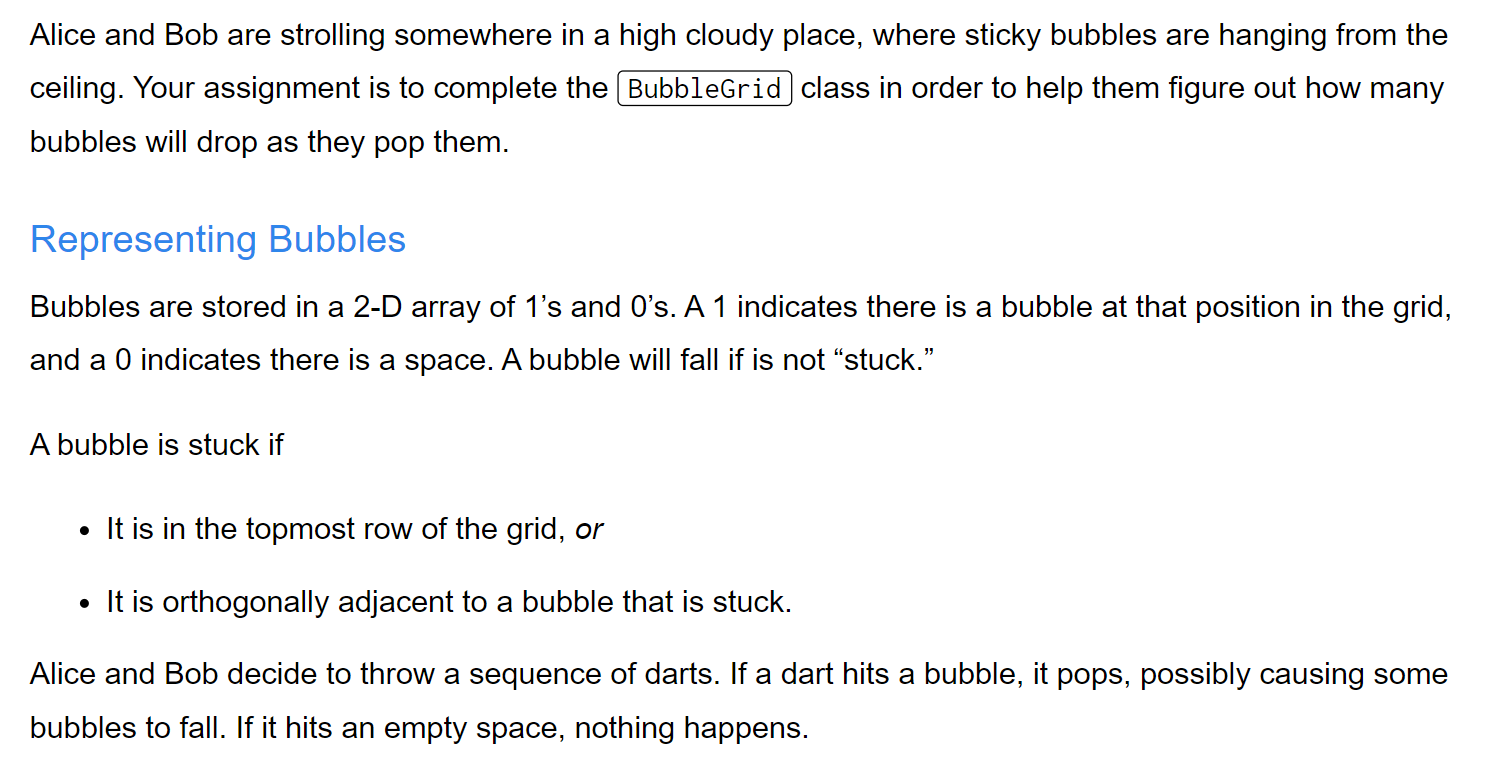 Alice and Bob are strolling somewhere in a high cloudy place, where sticky bubbles are hanging from the
ceiling. Your assignment is to complete the BubbleGrid class in order to help them figure out how many
bubbles will drop as they pop them.
Representing Bubbles
Bubbles are stored in a 2-D array of 1’s and 0’s. A 1 indicates there is a bubble at that position in the grid,
and a 0 indicates there is a space. A bubble will fall if is not “stuck.”
A bubble is stuck if
• It is in the topmost row of the grid, or
• It is orthogonally adjacent to a bubble that is stuck.
Alice and Bob decide to throw a sequence of darts. If a dart hits a bubble, it pops, possibly causing some
bubbles to fall. If it hits an empty space, nothing happens.